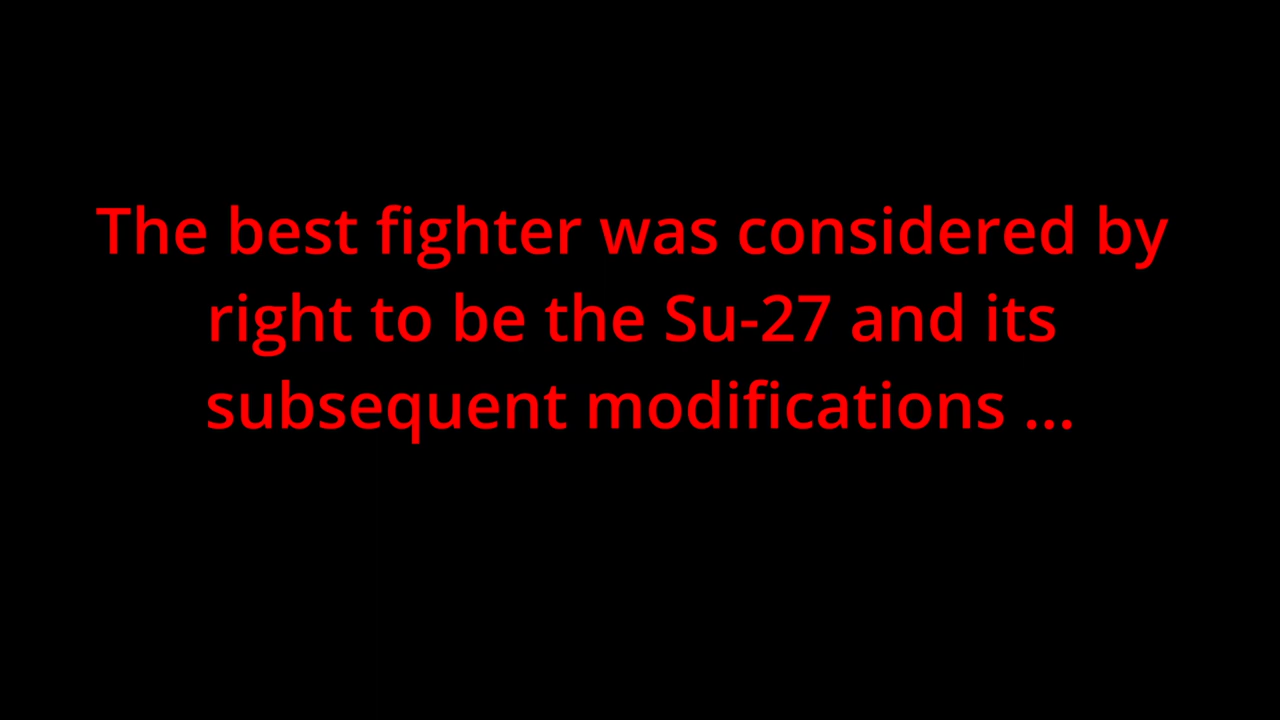 The best fighter was considered by
right to be the Su-27 and its
subsequent modifications ...